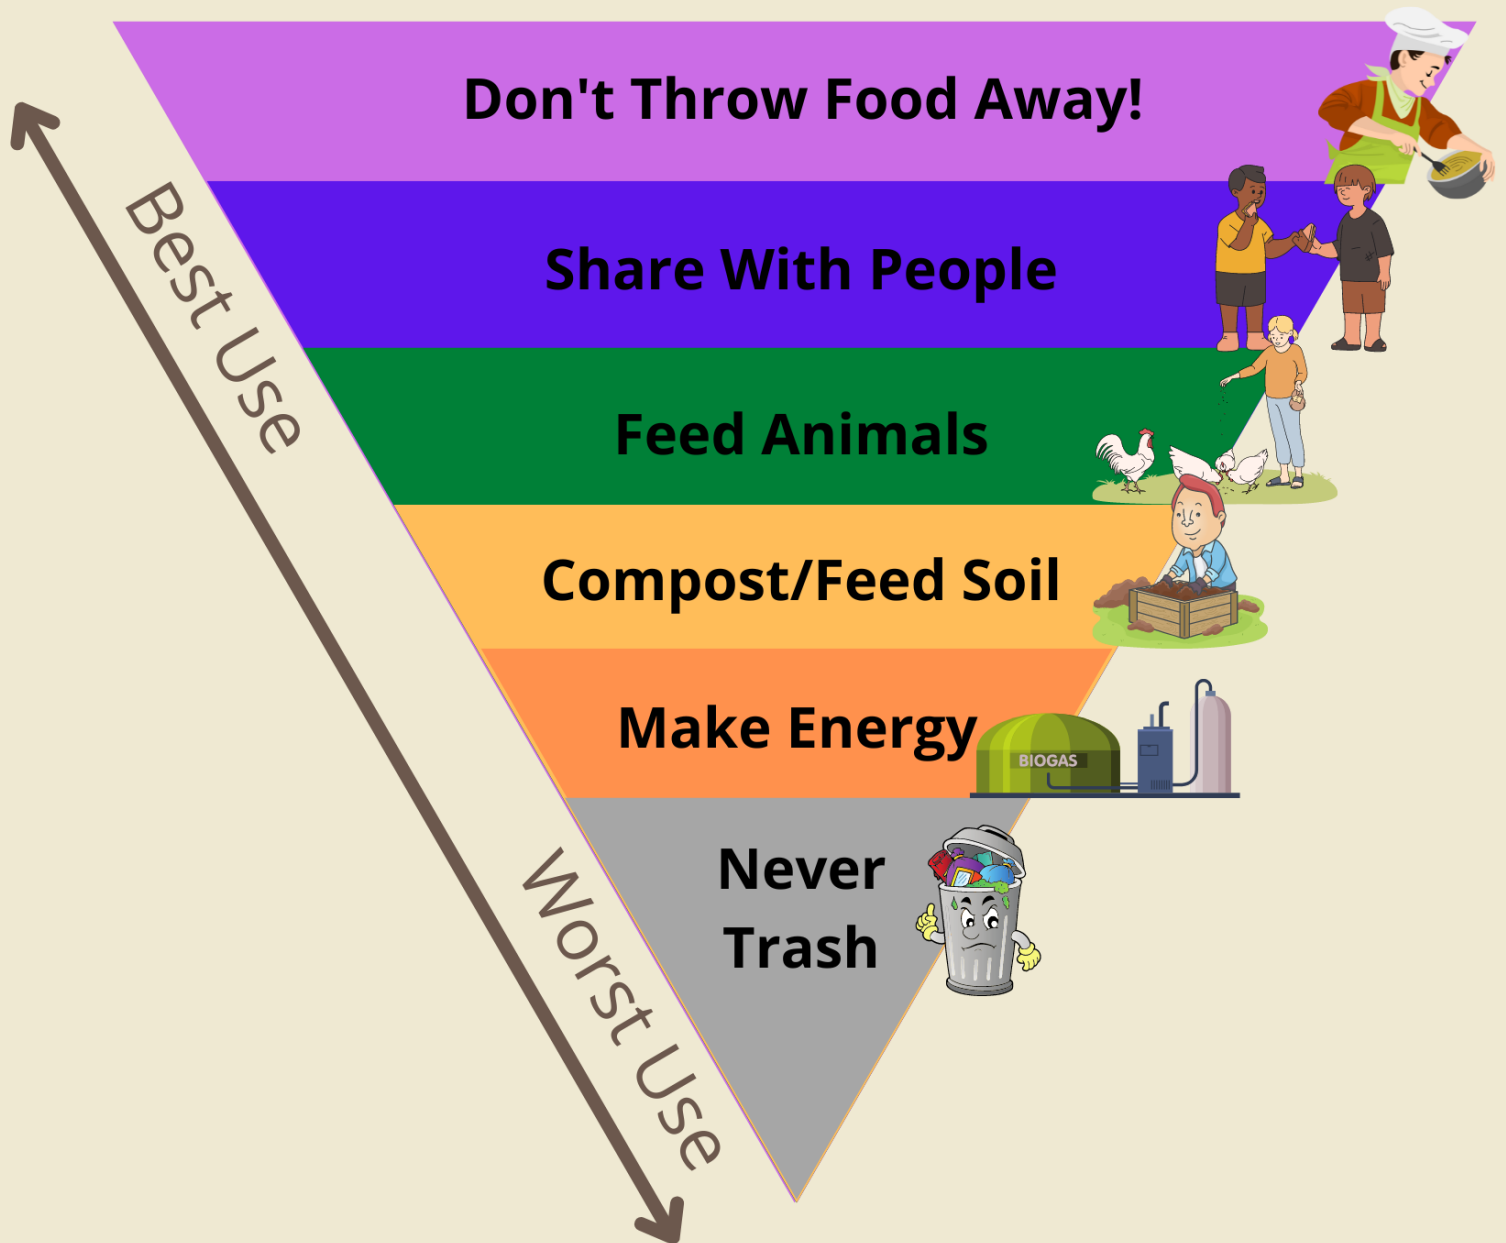 Don't Throw Food Away!
Share With People
Feed Animals
Compost/Feed Soil
Make Energy
BIOGAS
Never
Trash
Best Use
Worst Use